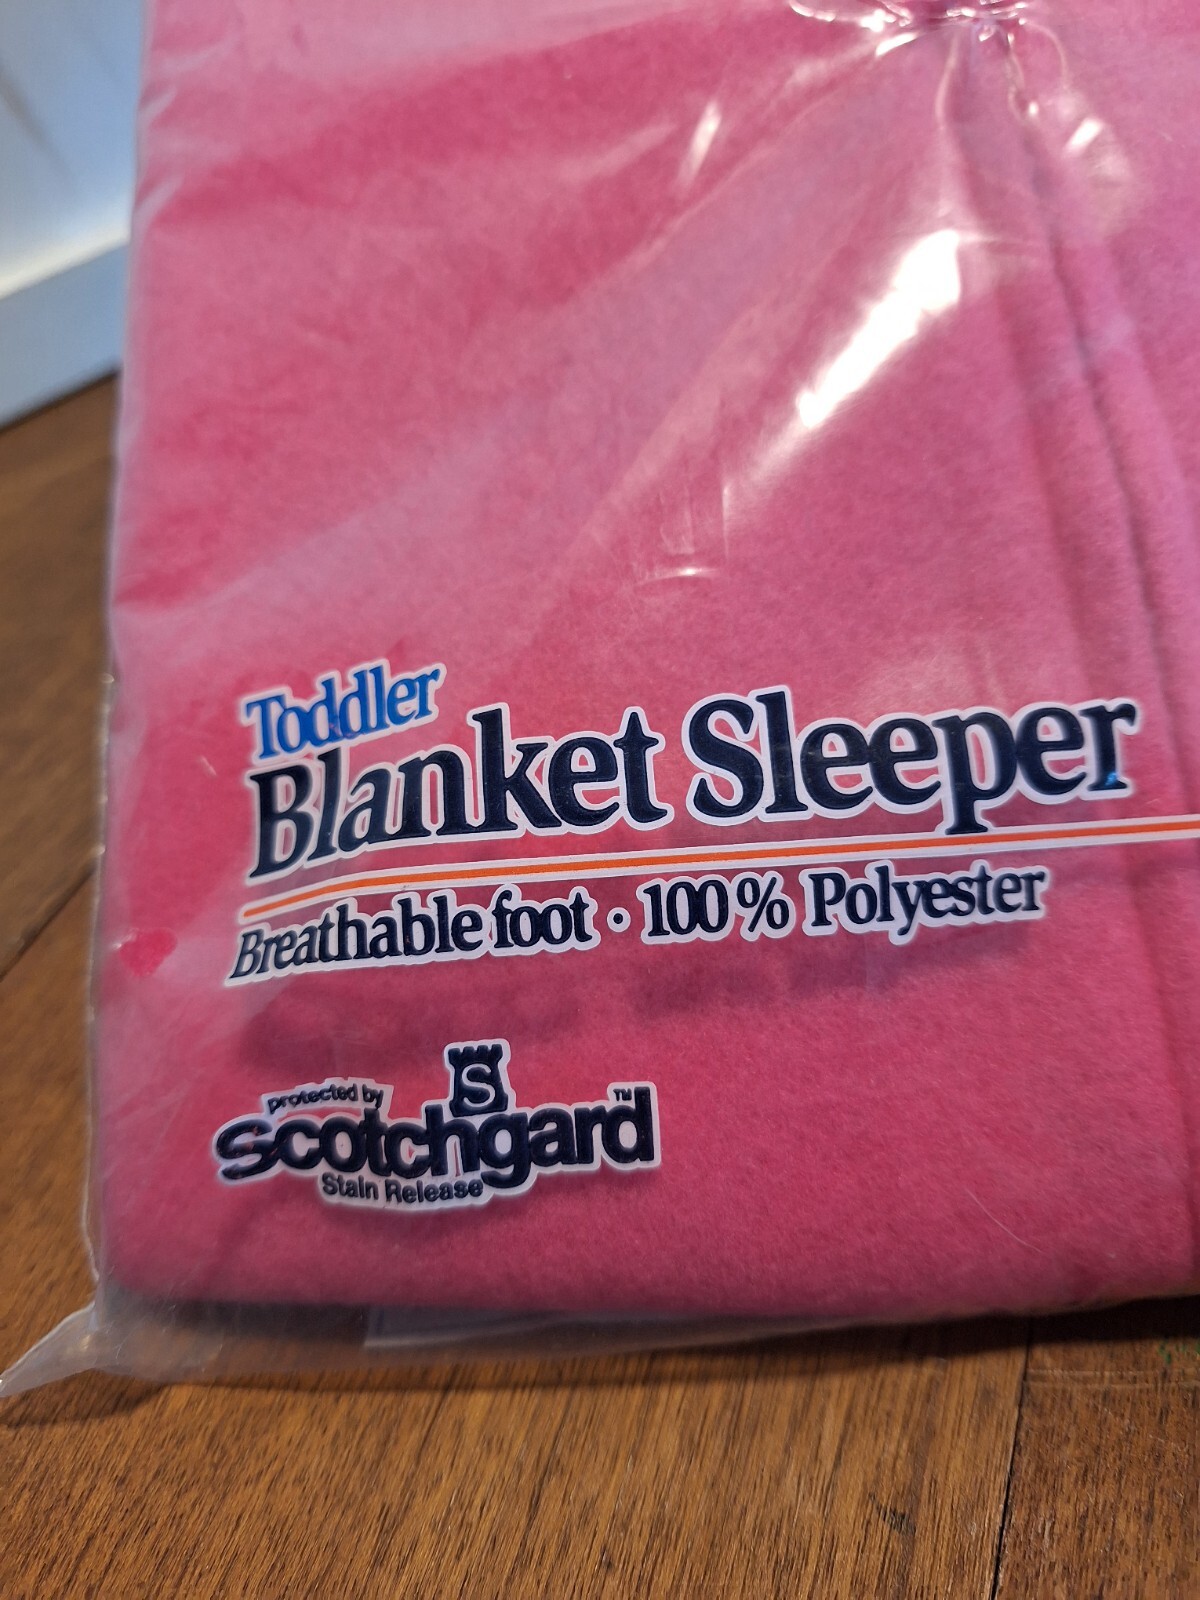 Toddler
Blanket Sleeper
Breathable foot • 100% Polyester
S
protected by
scotchgard™
Stain Release